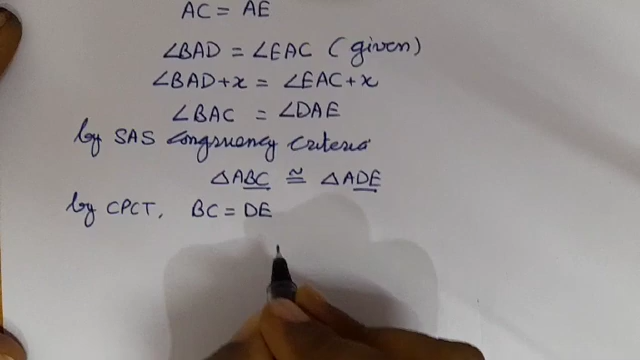 AC = AE
∠BAD = ∠EAC (given)
∠BAD+x = ∠EAC+x
∠BAC = ∠DAE
by SAS Congruency Criteria
△ABC ≅ △ADE
by CPCT, BC = DE